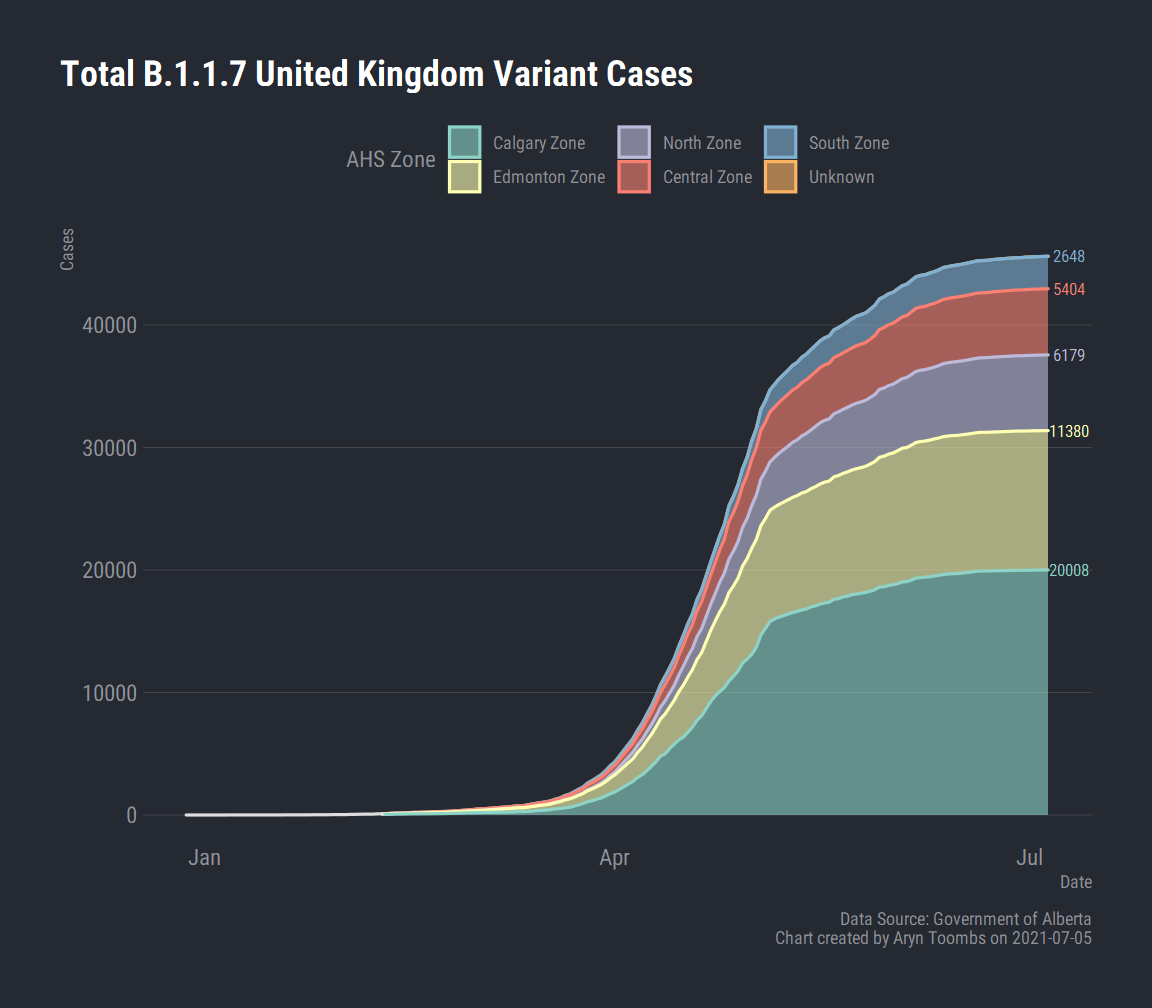 Total B.1.1.7 United Kingdom Variant Cases
AHS Zone
Calgary Zone North Zone South Zone
Edmonton Zone Central Zone Unknown
Cases
2648
5404
40000
6179
11380
30000
20000
20008
10000
0
Jan Apr Jul
Date
Data Source: Government of Alberta
Chart created by Aryn Toombs on 2021-07-05